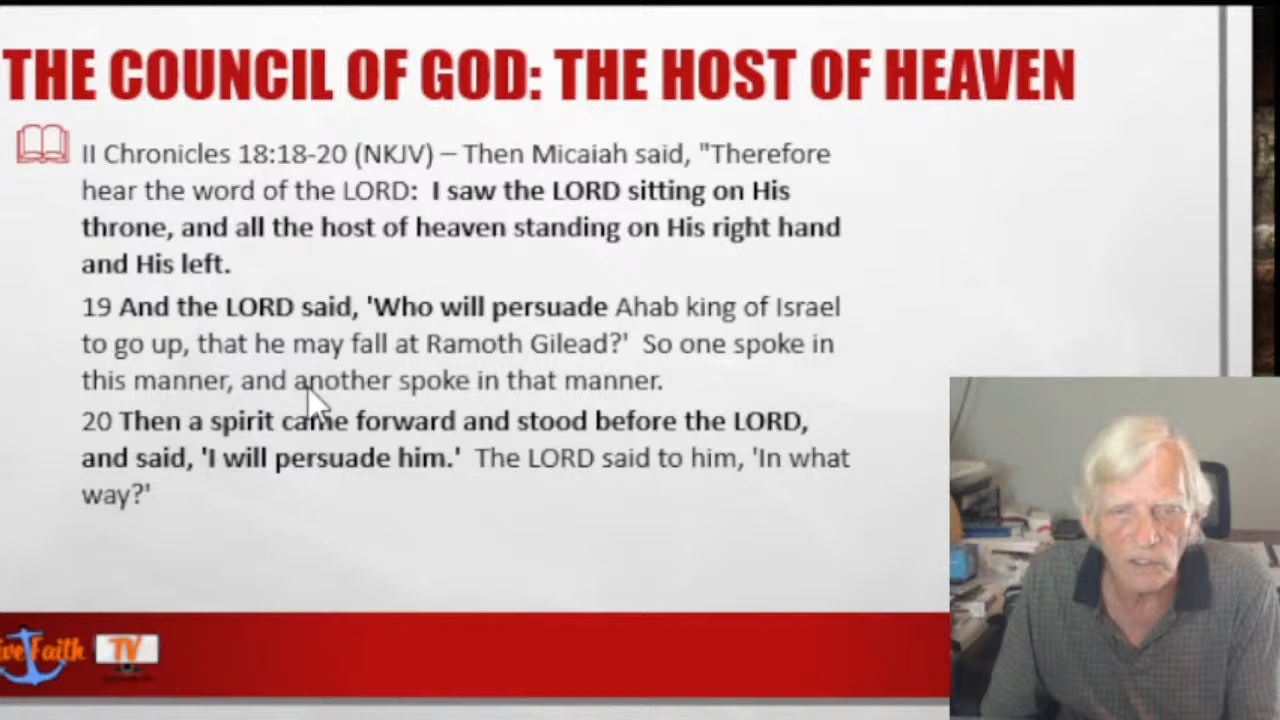 THE COUNCIL OF GOD: THE HOST OF HEAVEN
II Chronicles 18:18-20 (NKJV) – Then Micaiah said, "Therefore
hear the word of the LORD:  I saw the LORD sitting on His
throne, and all the host of heaven standing on His right hand
and His left.
19 And the LORD said, 'Who will persuade Ahab king of Israel
to go up, that he may fall at Ramoth Gilead?'  So one spoke in
this manner, and another spoke in that manner.
20 Then a spirit came forward and stood before the LORD,
and said, 'I will persuade him.'  The LORD said to him, 'In what
way?'
Faith TV